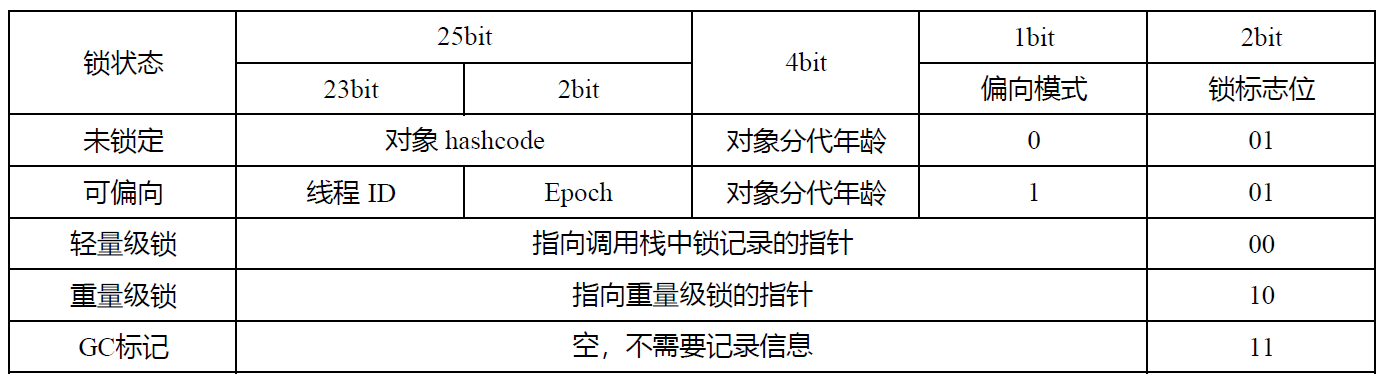 锁状态 25bit 4bit 1bit 2bit
23bit 2bit 偏向模式 锁标志位
未锁定 对象 hashcode 对象分代年龄 0 01
可偏向 线程 ID Epoch 对象分代年龄 1 01
轻量级锁 指向调用栈中锁记录的指针 00
重量级锁 指向重量级锁的指针 10
GC标记 空，不需要记录信息 11